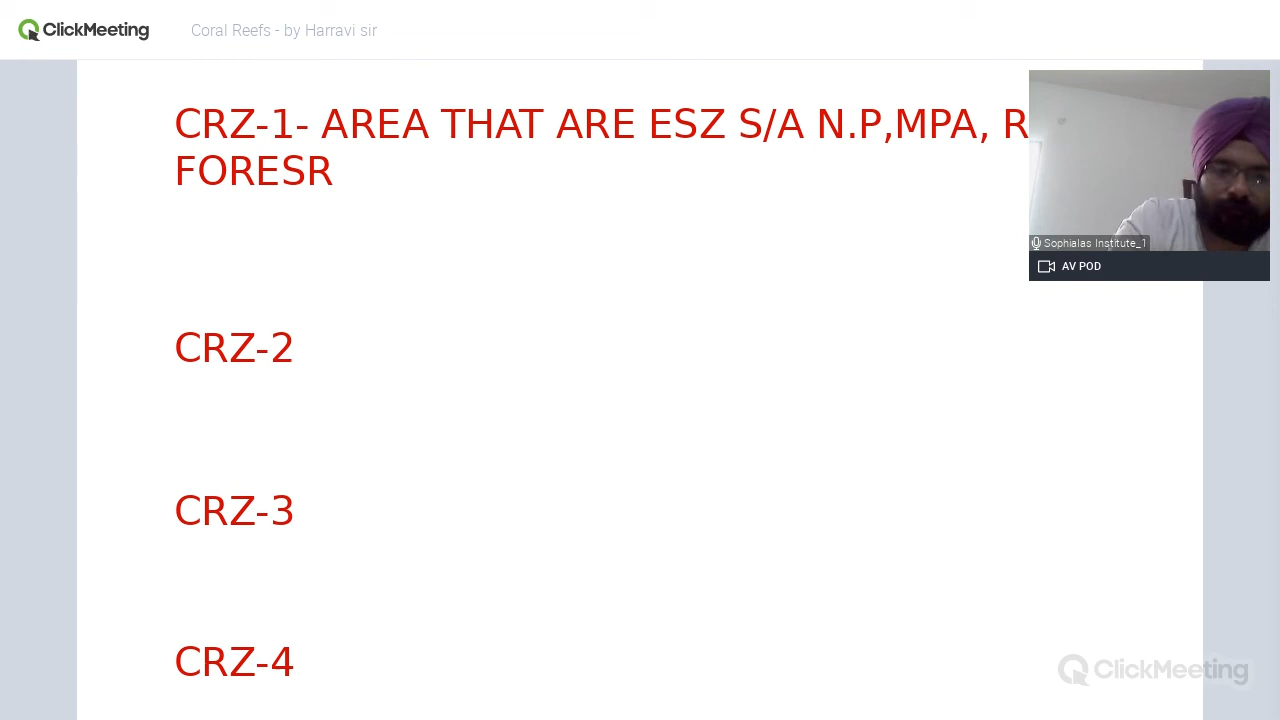 ClickMeeting
Coral Reefs - by Harravi sir
CRZ-1- AREA THAT ARE ESZ S/A N.P,MPA, R
FORESR
Sophialas Institute_1
AV POD
CRZ-2
CRZ-3
CRZ-4
ClickMeeting